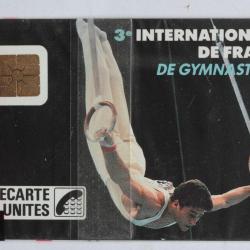 3e INTERNATION
DE FRA
DE GYMNAST
ECARTE
UNITES